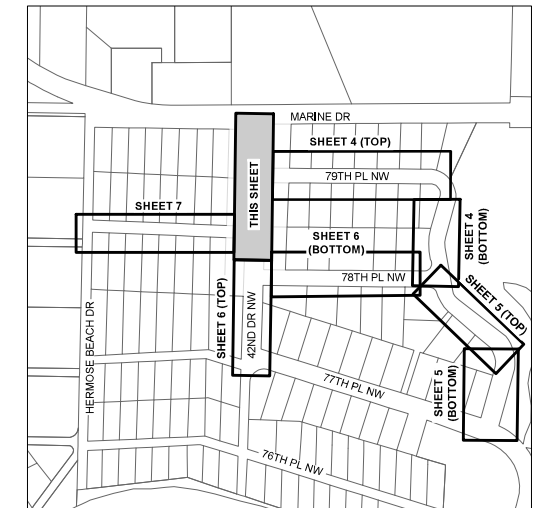 MARINE DR
SHEET 4 (TOP)
THIS SHEET
79TH PL NW
SHEET 7
SHEET 4
(BOTTOM)
SHEET 6
(BOTTOM)
78TH PL NW
SHEET 5 (TOP)
SHEET 6 (TOP)
42ND DR NW
HERMOSE BEACH DR
77TH PL NW
SHEET 5
(BOTTOM)
76TH PL NW